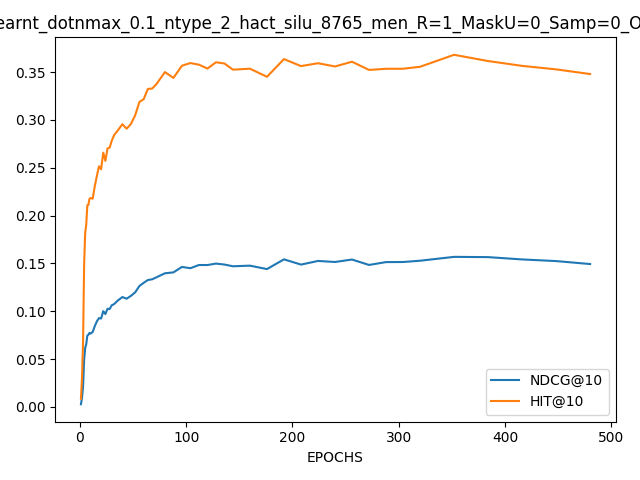 earnt_dotnmax_0.1_ntype_2_hact_silu_8765_men_R=1_MaskU=0_Samp=0_O
0.35
0.30
0.25
0.20
0.15
0.10
0.05
0.00
NDCG@10
HIT@10
0 100 200 300 400 500
EPOCHS